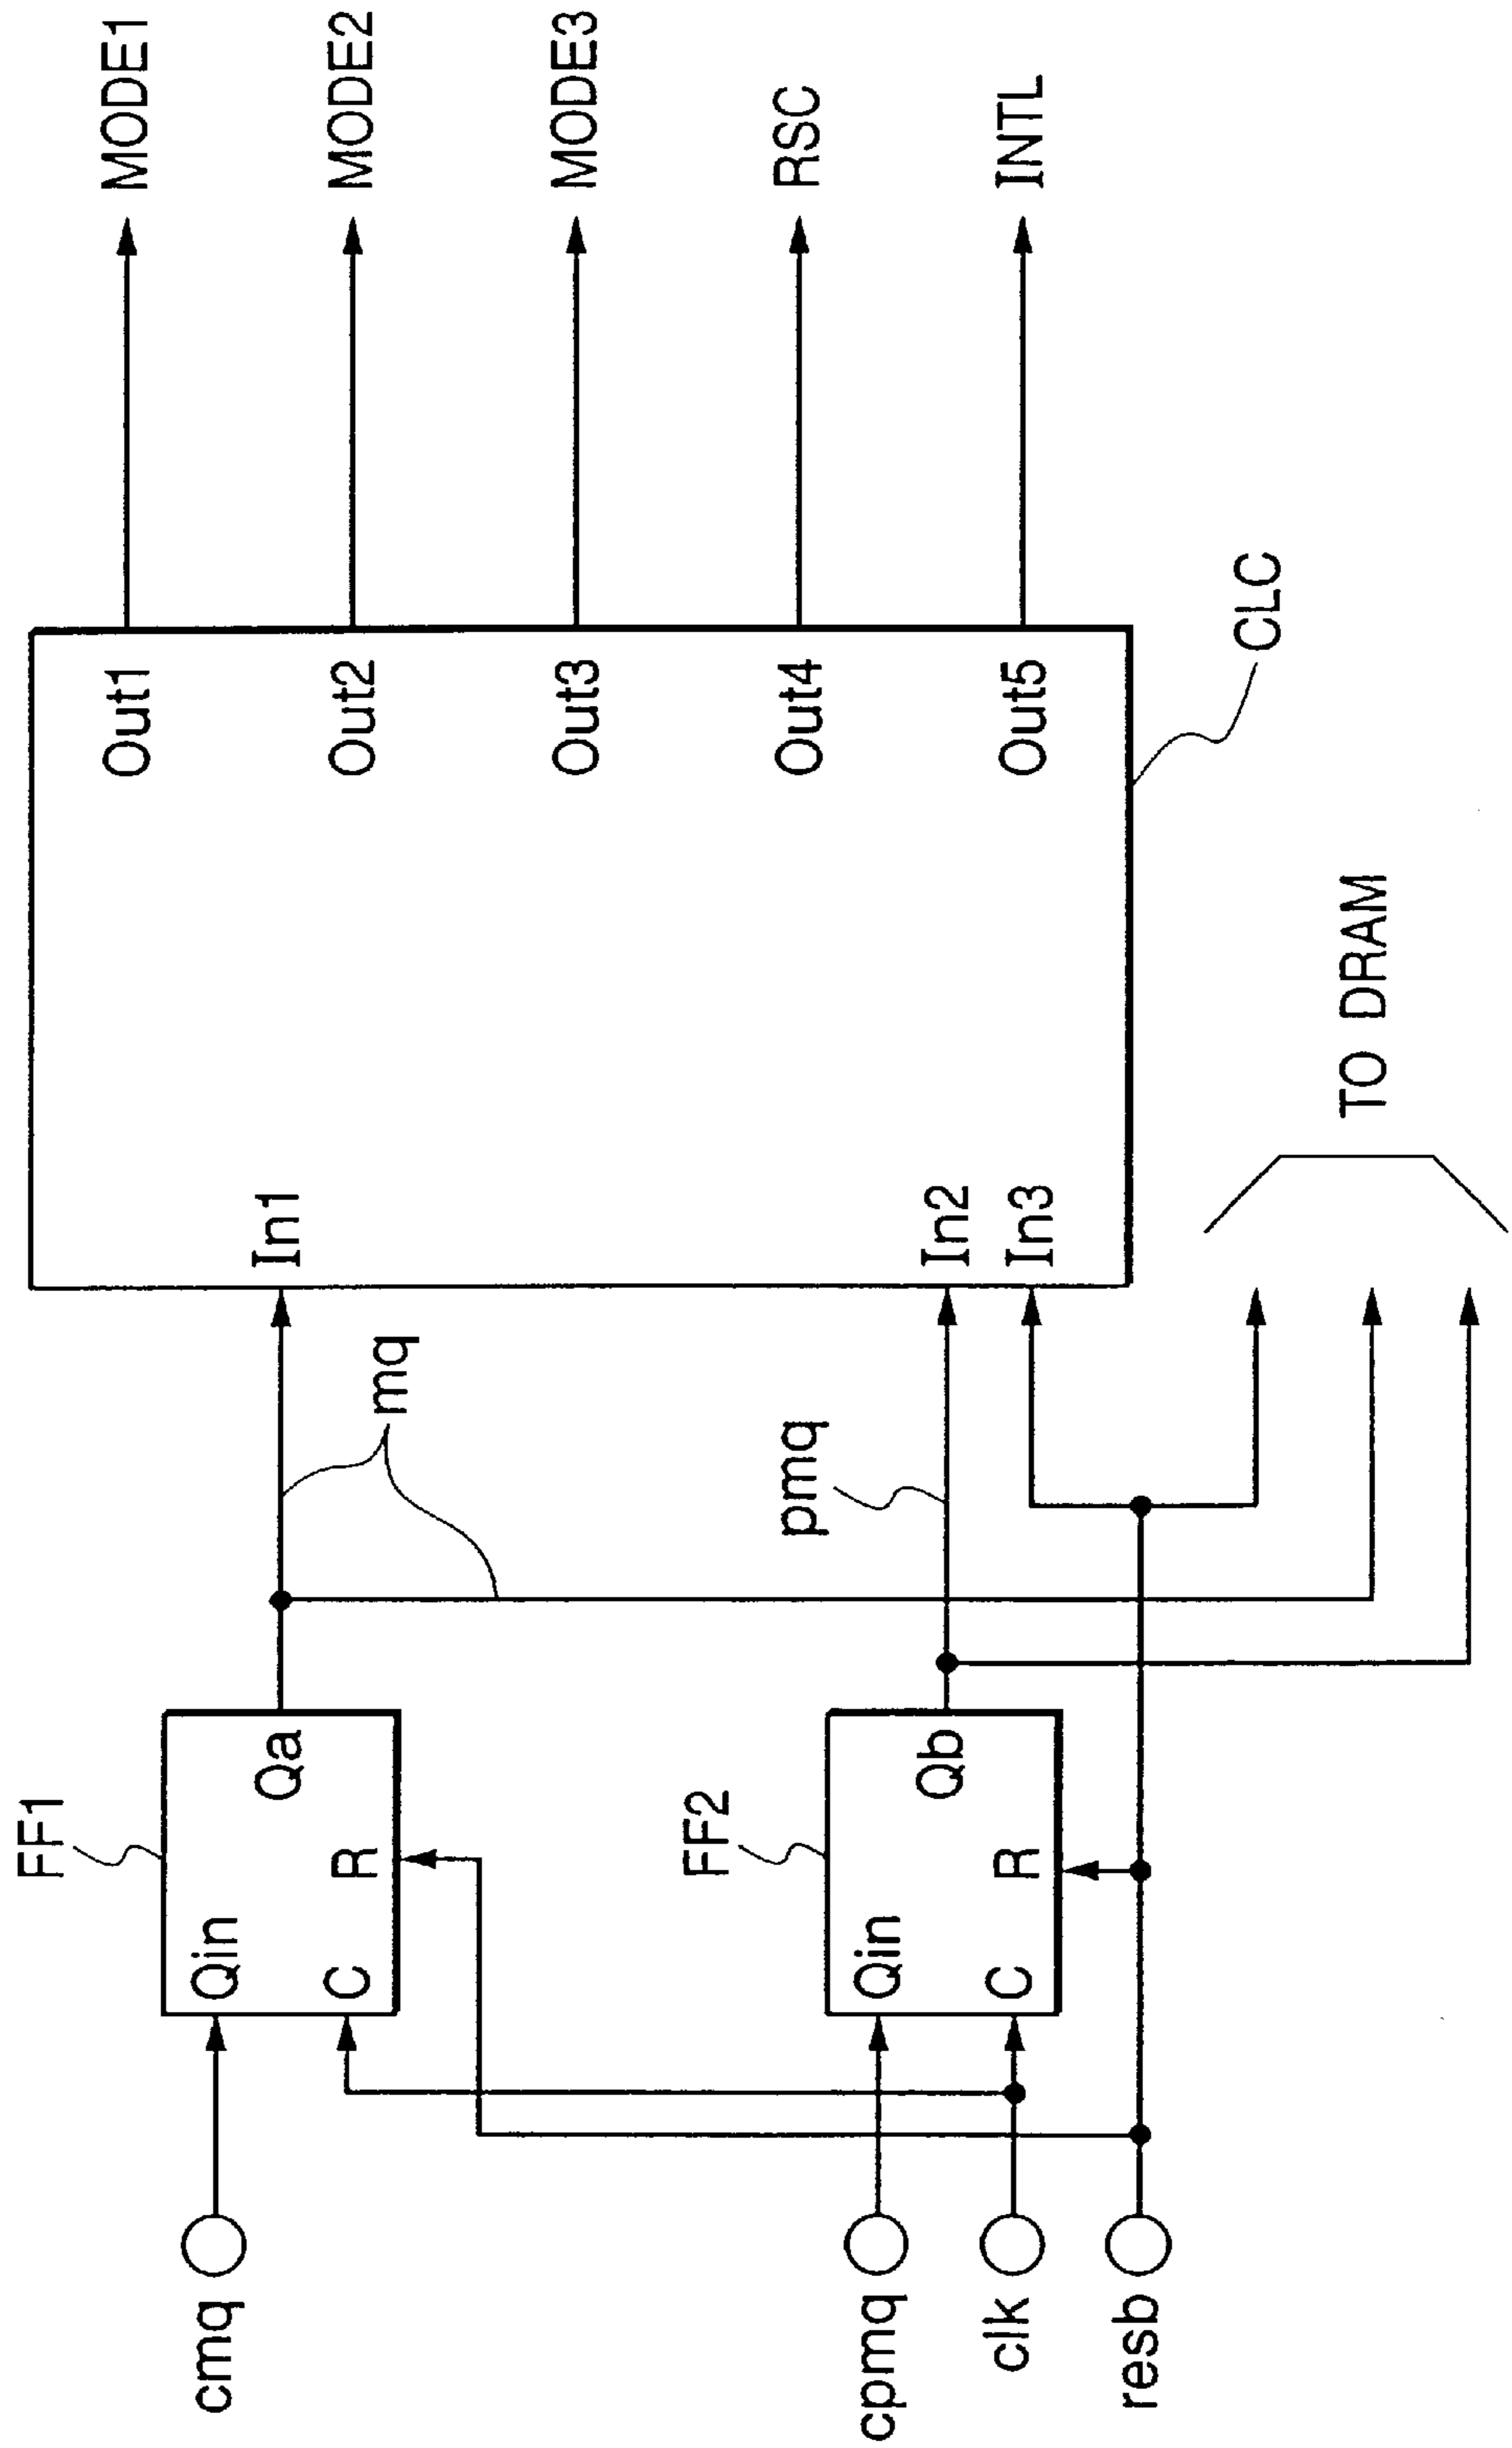 FF1
cmq
Qin
C
R
Qa
mq
In1
Out1
MODE1
Out2
MODE2
Out3
MODE3
FF2
cpmq
Qin
clk
C
R
Qb
pmq
In2
Out4
RSC
In3
Out5
INTL
resb
CLC
TO DRAM